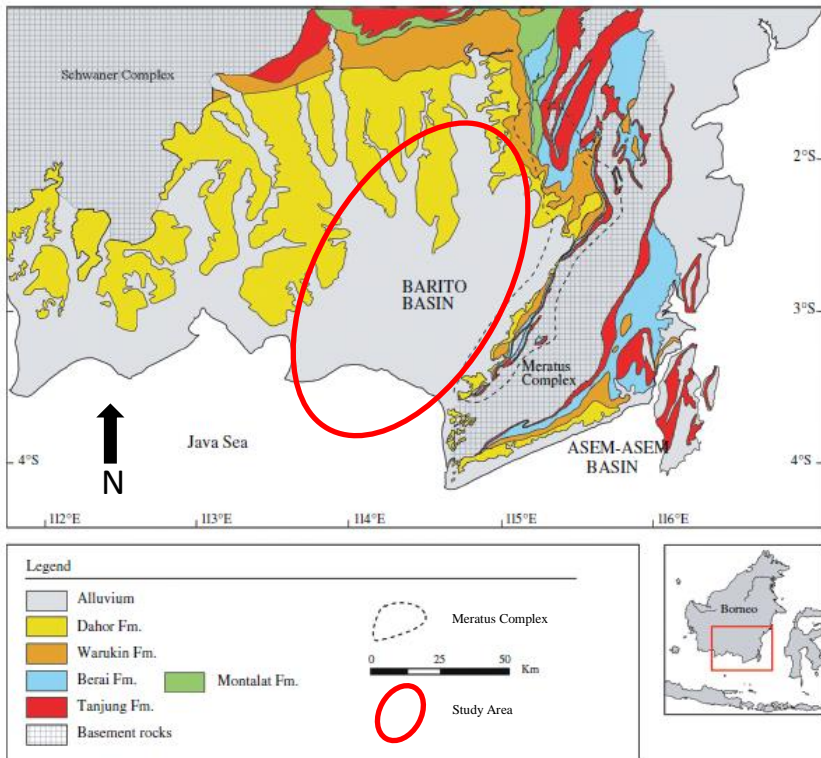 Schwaner Complex
2°S
BARITO
BASIN
3°S
Meratus
Complex
Java Sea
ASEM-ASEM
BASIN
4°S
4°S
N
112°E
113°E
114°E
115°E
116°E
Legend
Alluvium
Dahor Fm.
Warukin Fm.
Berai Fm.
Montalat Fm.
Tanjung Fm.
Basement rocks
Meratus Complex
0
25
50
Km
Study Area
Borneo